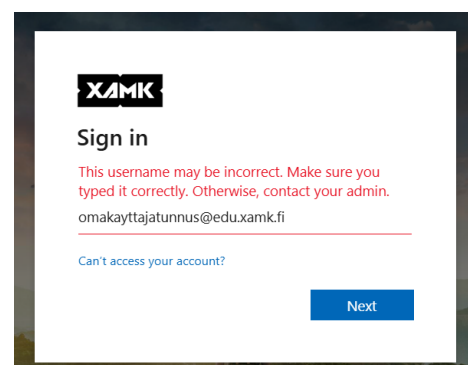 XAMK
Sign in
This username may be incorrect. Make sure you
typed it correctly. Otherwise, contact your admin.
omakayttajatunnus@edu.xamk.fi
Can't access your account?
Next